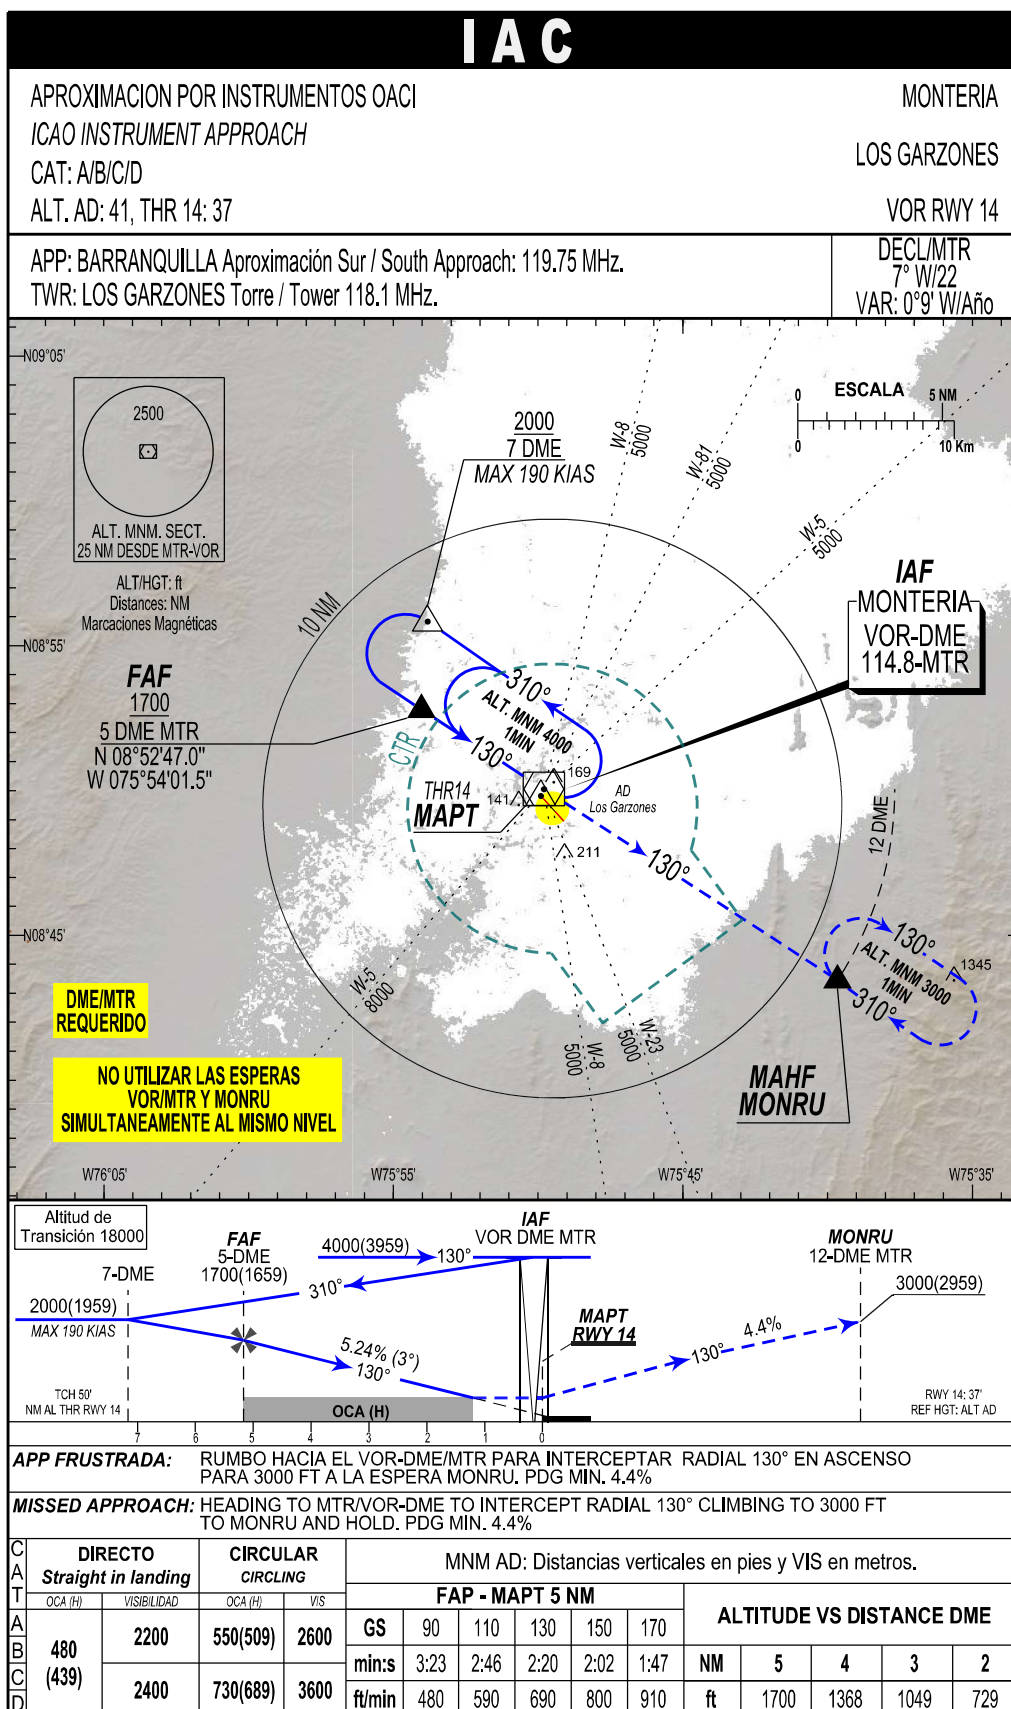 IAC
APROXIMACION POR INSTRUMENTOS OACI
ICAO INSTRUMENT APPROACH
CAT: A/B/C/D
ALT. AD: 41, THR 14: 37
MONTERIA
LOS GARZONES
VOR RWY 14
APP: BARRANQUILLA Aproximación Sur / South Approach: 119.75 MHz.
TWR: LOS GARZONES Torre / Tower 118.1 MHz.
DECL/MTR
7° W/22
VAR: 0°9' W/Año
N09°05'
2500
ALT. MNM. SECT.
25 NM DESDE MTR-VOR
ALT/HGT: ft
Distances: NM
Marcaciones Magnéticas
2000
7 DME
MAX 190 KIAS
W-8
5000
W-81
5000
W-5
5000
0 ESCALA 5 NM
0 10 Km
IAF
MONTERIA
VOR-DME
114.8-MTR
10 NM
N08°55'
FAF
1700
5 DME MTR
N 08°52'47.0"
W 075°54'01.5"
CTR
310°
ALT. MNM 4000
1MIN
130°
THR14
MAPT
141
169
AD
Los Garzones
211
130°
12 DME
N08°45'
130°
ALT. MNM 3000
1MIN
310°
1345
W-5
8000
W-8
5000
W-23
5000
DME/MTR
REQUERIDO
NO UTILIZAR LAS ESPERAS
VOR/MTR Y MONRU
SIMULTANEAMENTE AL MISMO NIVEL
MAHF
MONRU
W76°05'
W75°55'
W75°45'
W75°35'
Altitud de
Transición 18000
7-DME
FAF
5-DME
1700(1659)
4000(3959)
130°
IAF
VOR DME MTR
MONRU
12-DME MTR
310°
2000(1959)
MAX 190 KIAS
3000(2959)
MAPT
RWY 14
4.4%
130°
5.24% (3°)
130°
TCH 50'
NM AL THR RWY 14
OCA (H)
RWY 14: 37'
REF HGT: ALT AD
7 6 5 4 3 2 1 0
APP FRUSTRADA: RUMBO HACIA EL VOR-DME/MTR PARA INTERCEPTAR RADIAL 130° EN ASCENSO
PARA 3000 FT A LA ESPERA MONRU. PDG MIN. 4.4%
MISSED APPROACH: HEADING TO MTR/VOR-DME TO INTERCEPT RADIAL 130° CLIMBING TO 3000 FT
TO MONRU AND HOLD. PDG MIN. 4.4%
CAT
DIRECTO
Straight in landing
CIRCULAR
CIRCLING
MNM AD: Distancias verticales en pies y VIS en metros.
OCA (H) VISIBILIDAD OCA (H) VIS
FAP - MAPT 5 NM
ALTITUDE VS DISTANCE DME
A
B
C
D
480
(439)
2200 550(509) 2600
2400 730(689) 3600
GS 90 110 130 150 170
min:s 3:23 2:46 2:20 2:02 1:47
ft/min 480 590 690 800 910
NM 5 4 3 2
ft 1700 1368 1049 729